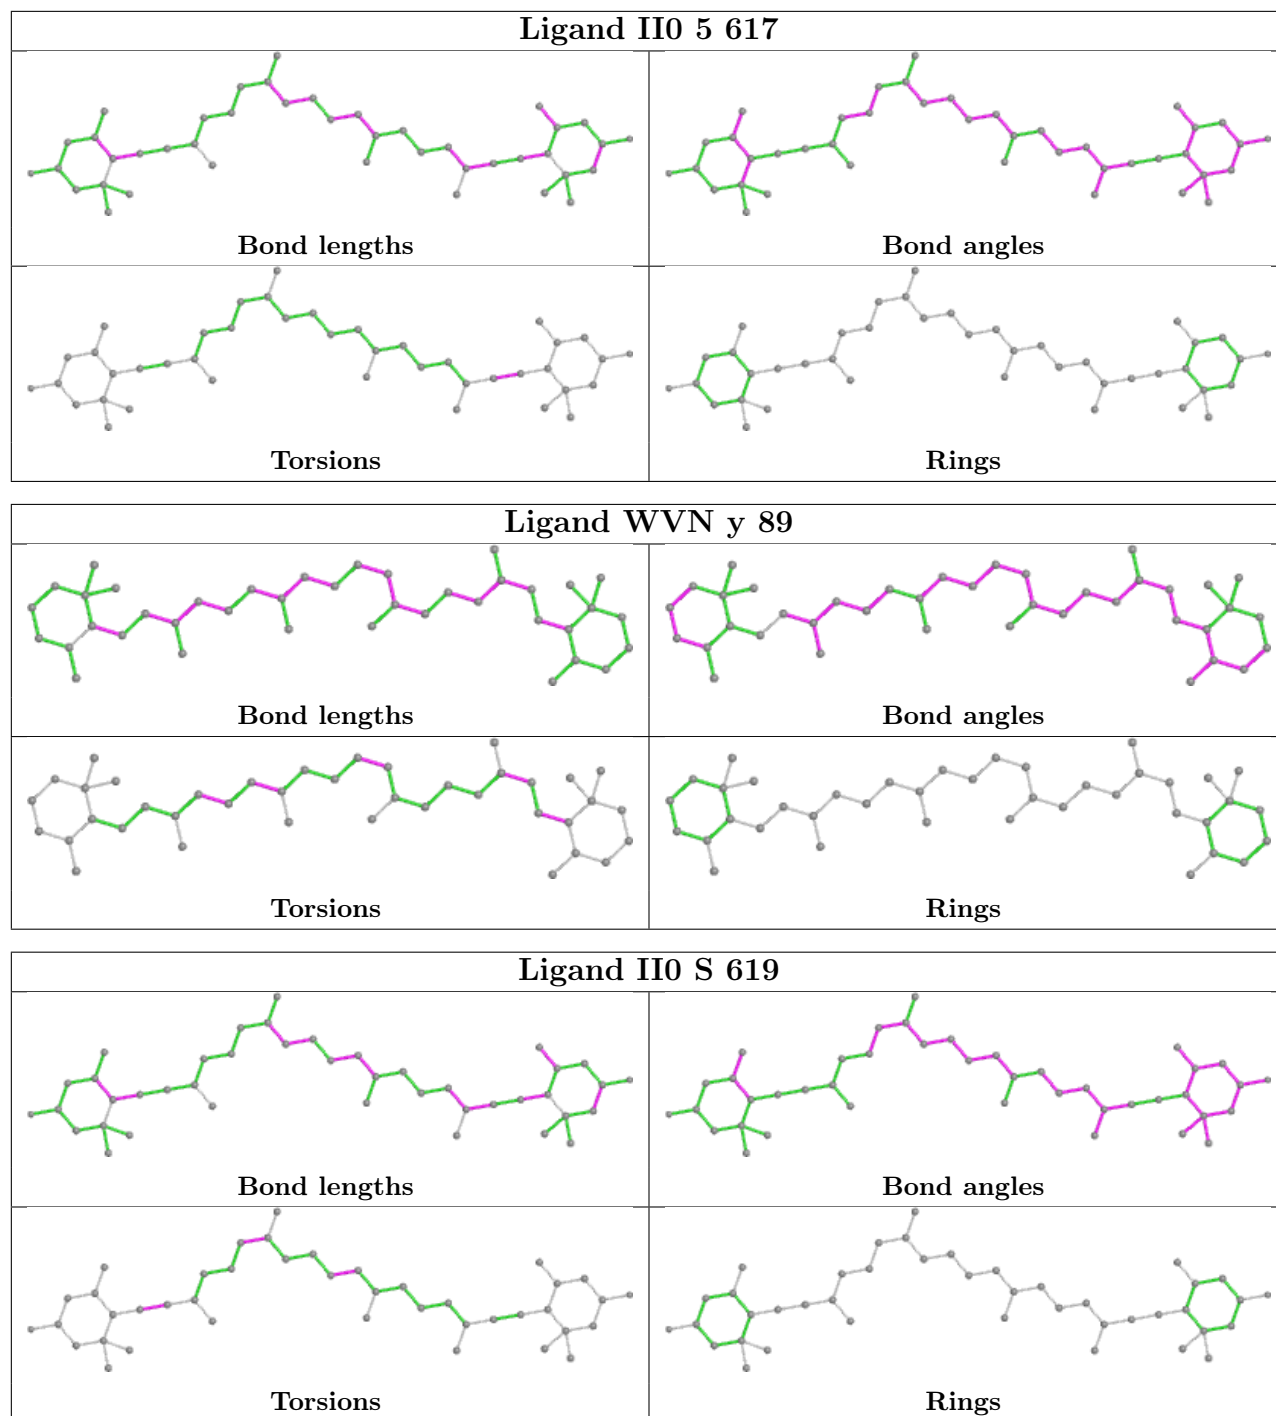 Ligand II0 5 617
Bond lengths
Bond angles
Torsions
Rings
Ligand WVN y 89
Bond lengths
Bond angles
Torsions
Rings
Ligand II0 S 619
Bond lengths
Bond angles
Torsions
Rings